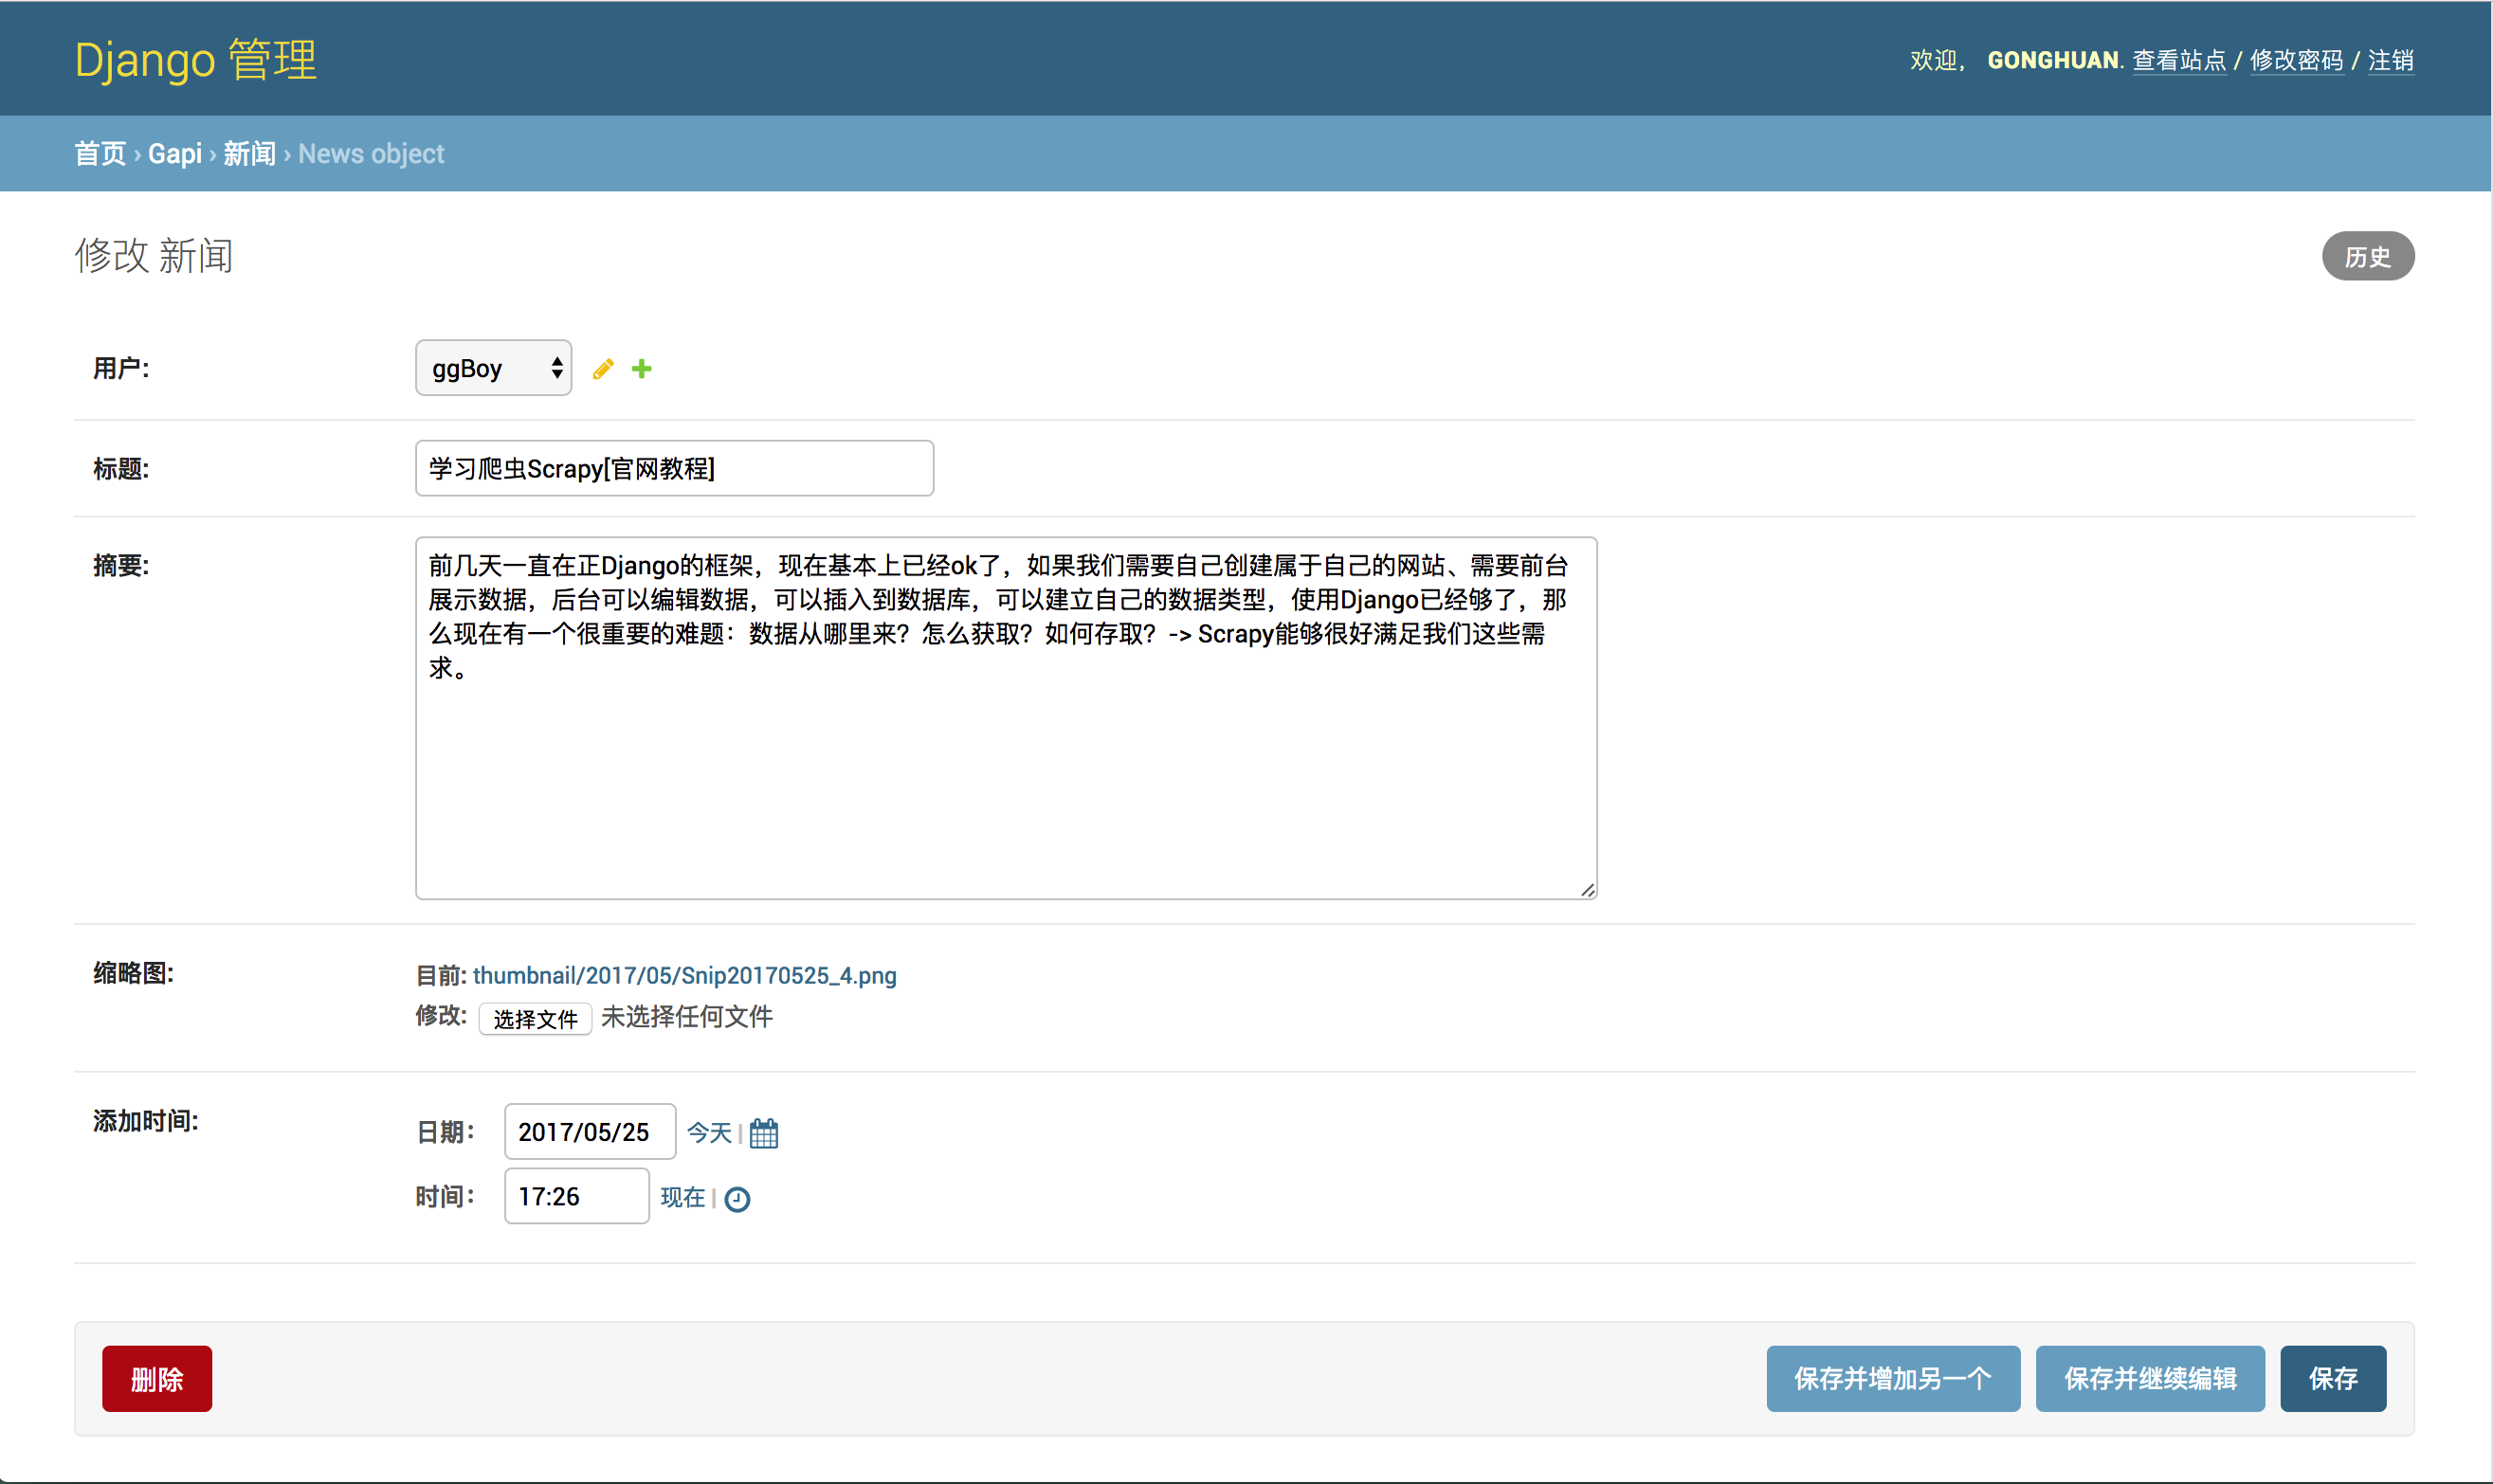 Django 管理
欢迎， GONGHUAN. 查看站点 / 修改密码 / 注销
首页 › Gapi › 新闻 › News object
修改 新闻
历史
用户: ggBoy
标题: 学习爬虫Scrapy[官网教程]
摘要: 前几天一直在正Django的框架，现在基本上已经ok了，如果我们需要自己创建属于自己的网站、需要前台
展示数据，后台可以编辑数据，可以插入到数据库，可以建立自己的数据类型，使用Django已经够了，那
么现在有一个很重要的难题：数据从哪里来？怎么获取？如何存取？-> Scrapy能够很好满足我们这些需
求。
缩略图: 目前: thumbnail/2017/05/Snip20170525_4.png
修改: 选择文件 未选择任何文件
添加时间: 日期： 2017/05/25 今天 |
时间： 17:26 现在 |
删除 保存并增加另一个 保存并继续编辑 保存